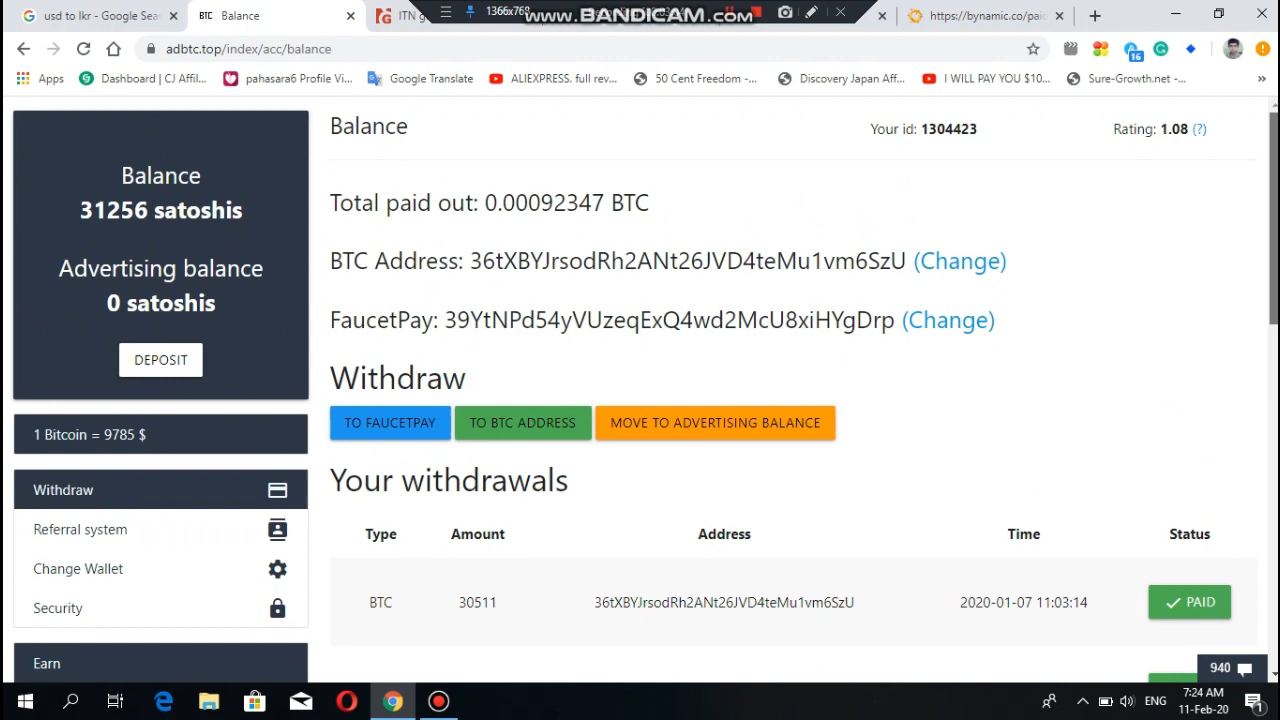 usd to lkr - Google Sea
BTC Balance
ITN g
1366x768
www.BANDICAM.com
https://bynamic.co/paic
adbtc.top/index/acc/balance
16
Apps
Dashboard | CJ Affil...
pahasara6 Profile Vi...
Google Translate
ALIEXPRESS. full rev...
50 Cent Freedom -...
Discovery Japan Aff...
I WILL PAY YOU $10...
Sure-Growth.net -...
Balance
31256 satoshis
Advertising balance
0 satoshis
DEPOSIT
1 Bitcoin = 9785 $
Withdraw
Referral system
Change Wallet
Security
Earn
Balance
Your id: 1304423
Rating: 1.08 (?)
Total paid out: 0.00092347 BTC
BTC Address: 36tXBYJrsodRh2ANt26JVD4teMu1vm6SzU (Change)
FaucetPay: 39YtNPd54yVUzeqExQ4wd2McU8xiHYgDrp (Change)
Withdraw
TO FAUCETPAY
TO BTC ADDRESS
MOVE TO ADVERTISING BALANCE
Your withdrawals
Type Amount Address Time Status
BTC 30511 36tXBYJrsodRh2ANt26JVD4teMu1vm6SzU 2020-01-07 11:03:14 PAID
940
ENG
7:24 AM
11-Feb-20
1